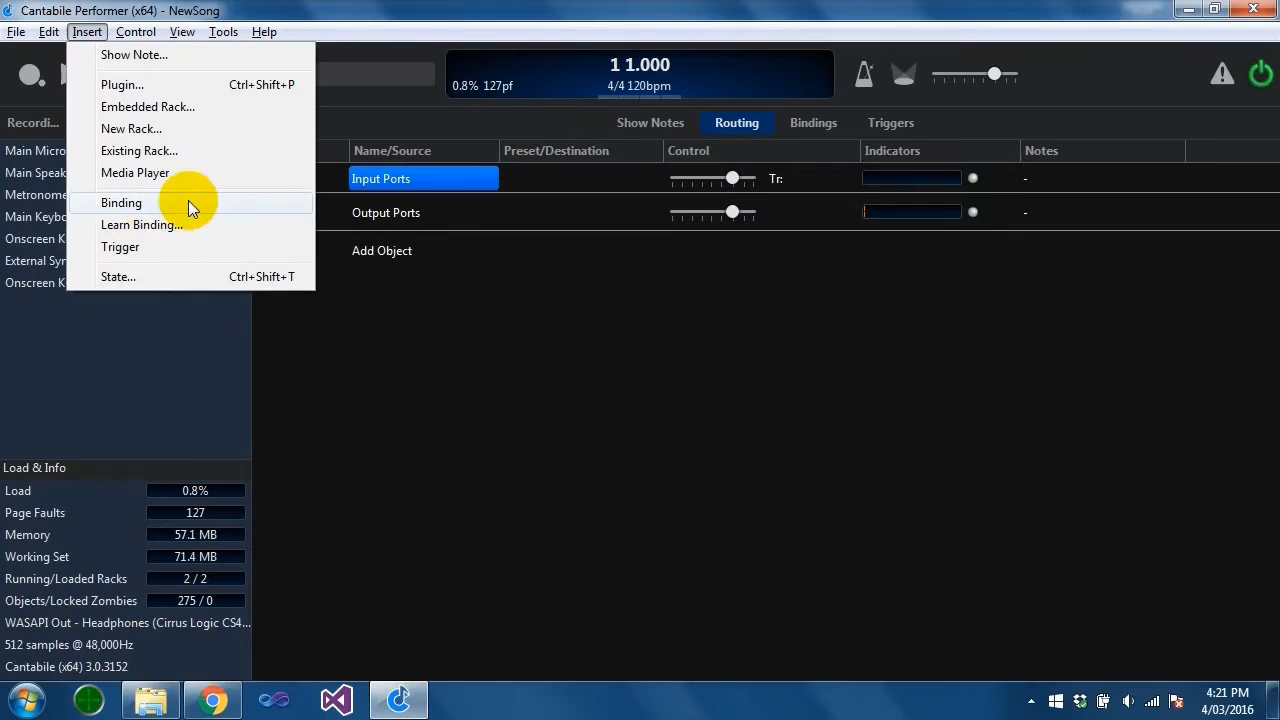 Cantabile Performer (x64) - NewSong
File Edit Insert Control View Tools Help
Show Note...
Plugin... Ctrl+Shift+P
Embedded Rack...
New Rack...
Existing Rack...
Media Player
Binding
Learn Binding...
Trigger
State... Ctrl+Shift+T
1 1.000
0.8% 127pf 4/4 120bpm
Recordi...
Show Notes Routing Bindings Triggers
Main Micro
Main Speak
Metronome
Main Keybo
Onscreen K
External Syn
Onscreen K
Name/Source Preset/Destination Control Indicators Notes
Input Ports Tr: -
Output Ports -
Add Object
Load & Info
Load 0.8%
Page Faults 127
Memory 57.1 MB
Working Set 71.4 MB
Running/Loaded Racks 2 / 2
Objects/Locked Zombies 275 / 0
WASAPI Out - Headphones (Cirrus Logic CS4...
512 samples @ 48,000Hz
Cantabile (x64) 3.0.3152
4:21 PM
4/03/2016